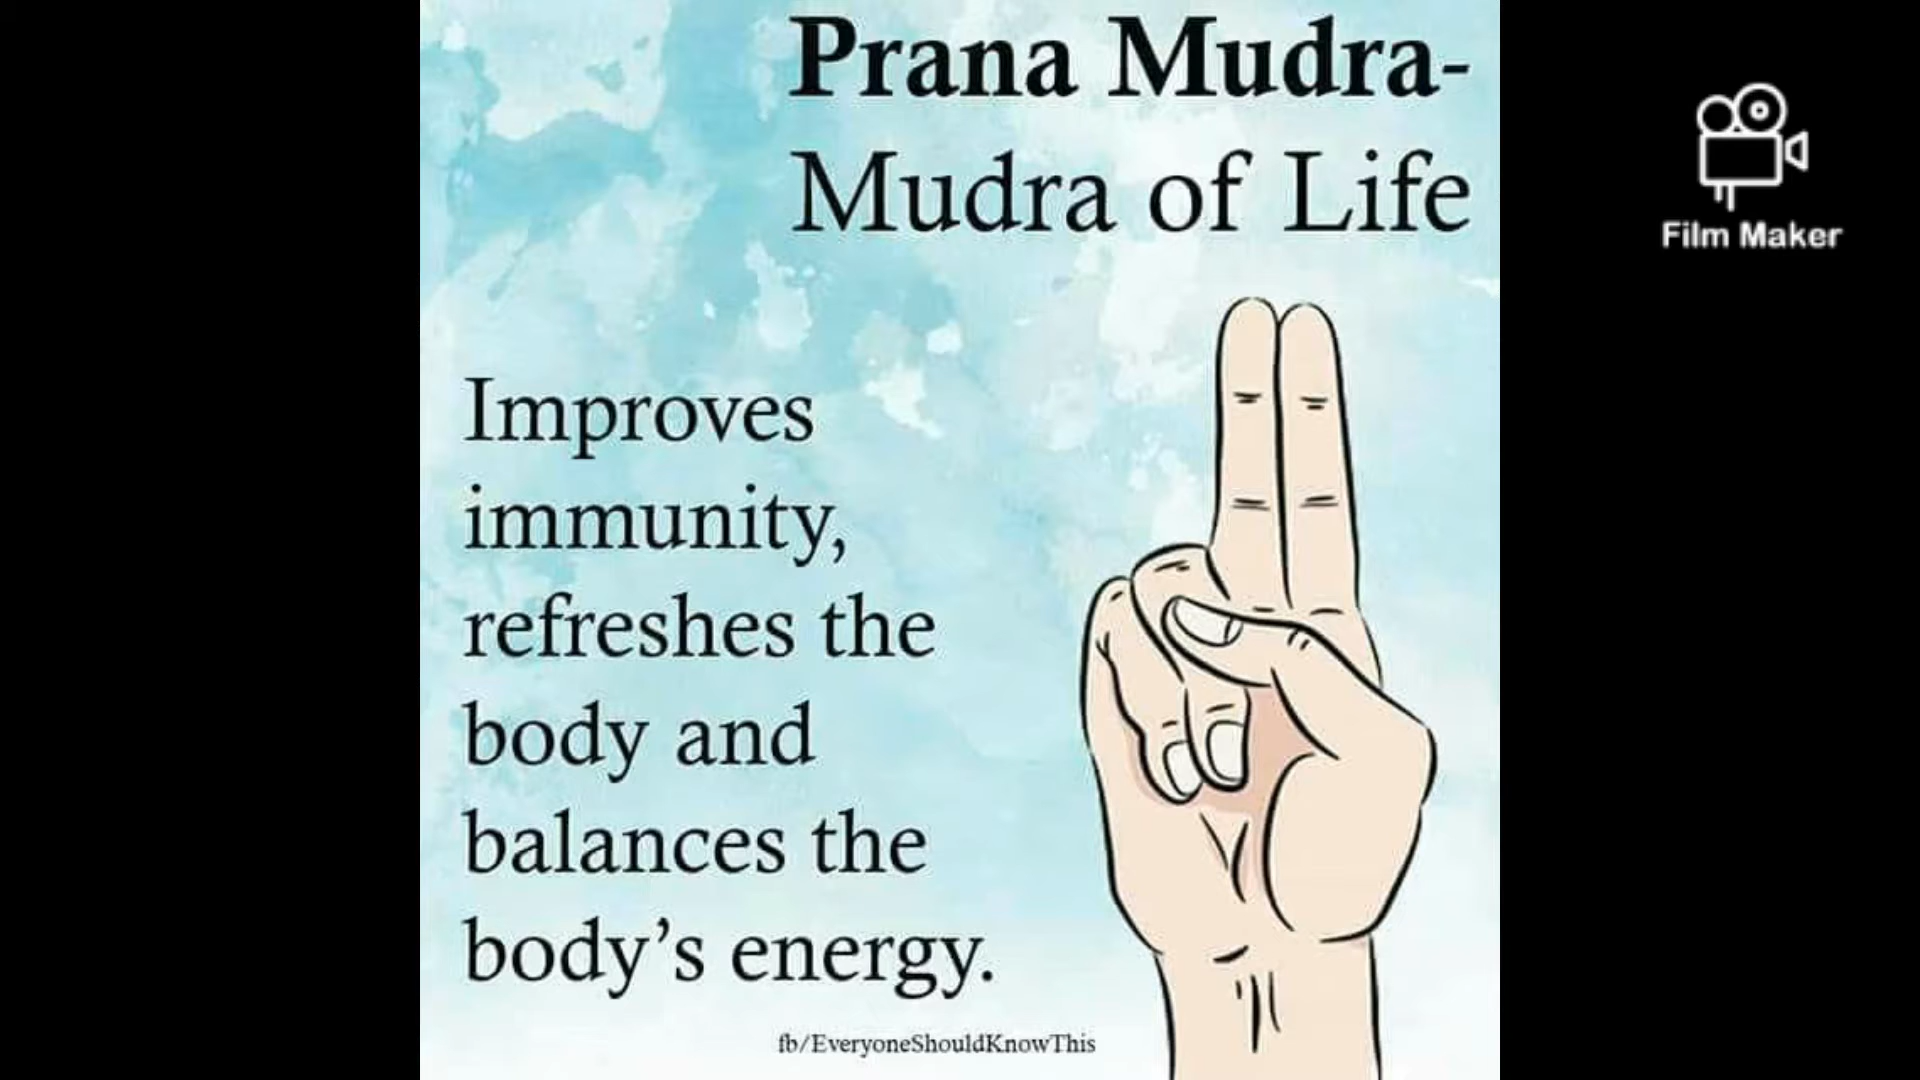 Prana Mudra-
Mudra of Life
Film Maker
Improves
immunity,
refreshes the
body and
balances the
body's energy.
fb/EveryoneShouldKnowThis